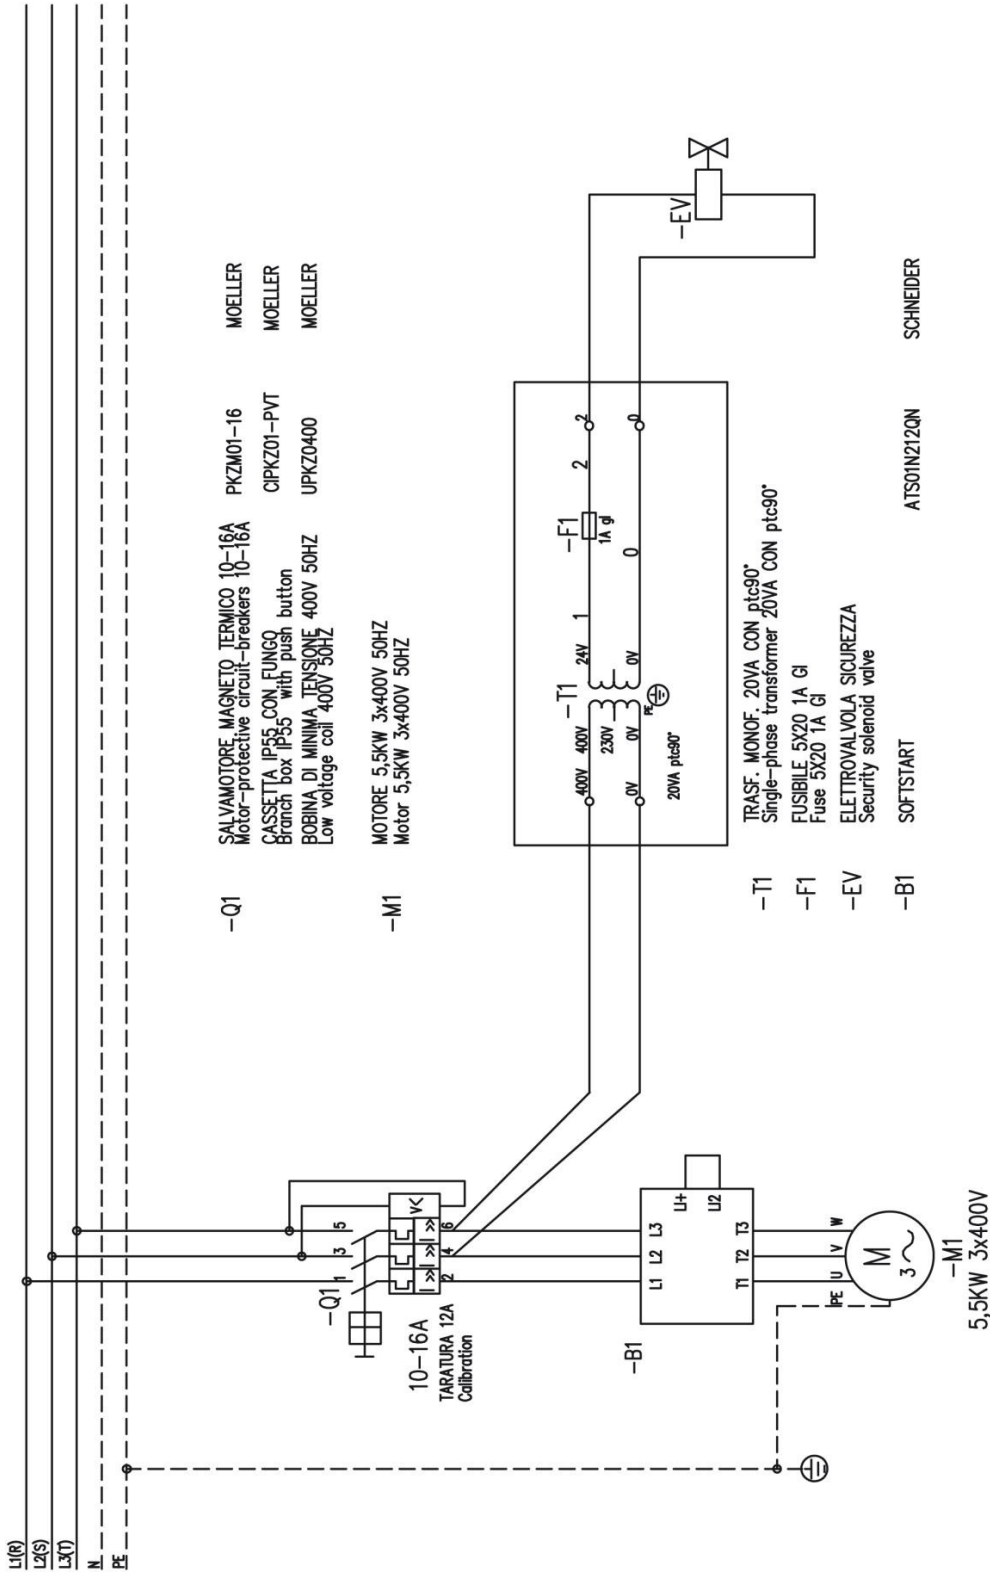 L1(R)
L2(S)
L3(T)
N
PE
-Q1
1
3
5
V<
I>>
I>>
I>>
2
4
6
10-16A
TARATURA 12A
Calibration
-B1
L1
L2
L3
LI+
LI2
T1
T2
T3
PE
U
V
W
M
3
-M1
5,5KW 3x400V
-Q1
SALVAMOTORE MAGNETO TERMICO 10-16A
PKZM01-16
MOELLER
Motor-protective circuit-breakers 10-16A
CASSETTA IP55 CON FUNGO
CIPKZ01-PVT
MOELLER
Branch box IP55 with push button
BOBINA DI MINIMA TENSIONE 400V 50HZ
UPKZ0400
MOELLER
Low voltage coil 400V 50HZ
-M1
MOTORE 5,5KW 3x400V 50HZ
Motor 5,5KW 3x400V 50HZ
-T1
-F1
-EV
400V
400V
24V
1
1A gl
2
2
230V
0V
0V
0V
0
0
PE
20VA ptc90°
-T1
TRASF. MONOF. 20VA CON ptc90°
Single-phase transformer 20VA CON ptc90°
-F1
FUSIBILE 5X20 1A Gl
Fuse 5X20 1A Gl
-EV
ELETTROVALVOLA SICUREZZA
Security solenoid valve
-B1
SOFTSTART
ATS01N212QN
SCHNEIDER